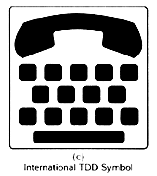 (c)
International TDD Symbol